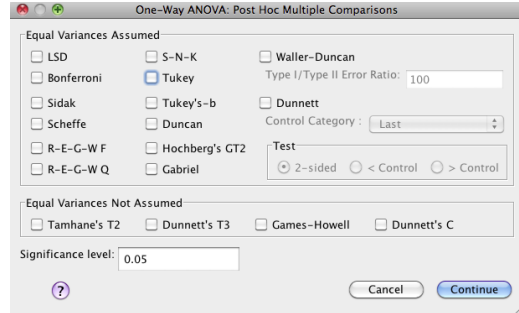 One-Way ANOVA: Post Hoc Multiple Comparisons
Equal Variances Assumed
LSD S-N-K Waller-Duncan
Bonferroni Tukey Type I/Type II Error Ratio: 100
Sidak Tukey's-b Dunnett
Scheffe Duncan Control Category : Last
R-E-G-W F Hochberg's GT2 Test
R-E-G-W Q Gabriel 2-sided < Control > Control
Equal Variances Not Assumed
Tamhane's T2 Dunnett's T3 Games-Howell Dunnett's C
Significance level: 0.05
? Cancel Continue